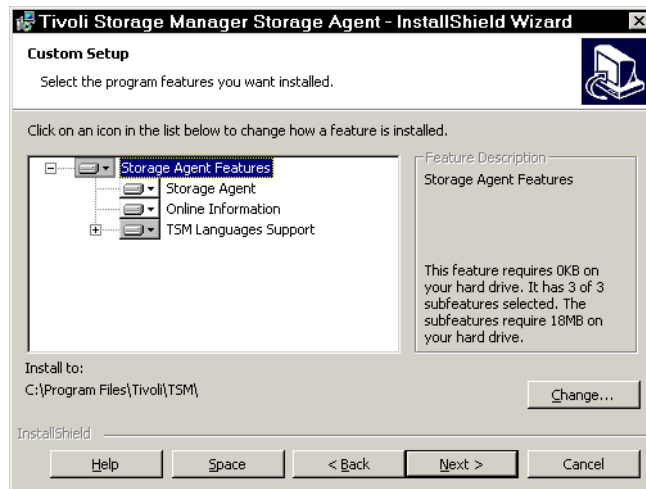 Tivoli Storage Manager Storage Agent - InstallShield Wizard
Custom Setup
Select the program features you want installed.
Click on an icon in the list below to change how a feature is installed.
Storage Agent Features
Storage Agent
Online Information
TSM Languages Support
Feature Description
Storage Agent Features
This feature requires 0KB on
your hard drive. It has 3 of 3
subfeatures selected. The
subfeatures require 18MB on
your hard drive.
Install to:
C:\Program Files\Tivoli\TSM\
Change...
InstallShield
Help
Space
< Back
Next >
Cancel